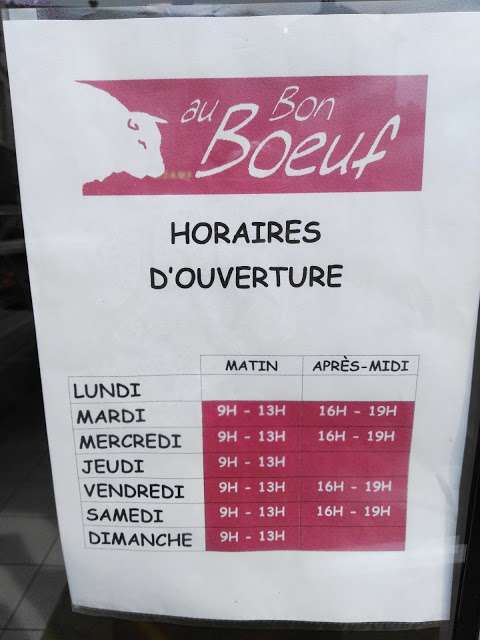 au Bon
Boeuf
HORAIRES
D'OUVERTURE
MATIN APRÈS-MIDI
LUNDI
MARDI 9H - 13H 16H - 19H
MERCREDI 9H - 13H 16H - 19H
JEUDI 9H - 13H
VENDREDI 9H - 13H 16H - 19H
SAMEDI 9H - 13H 16H - 19H
DIMANCHE 9H - 13H